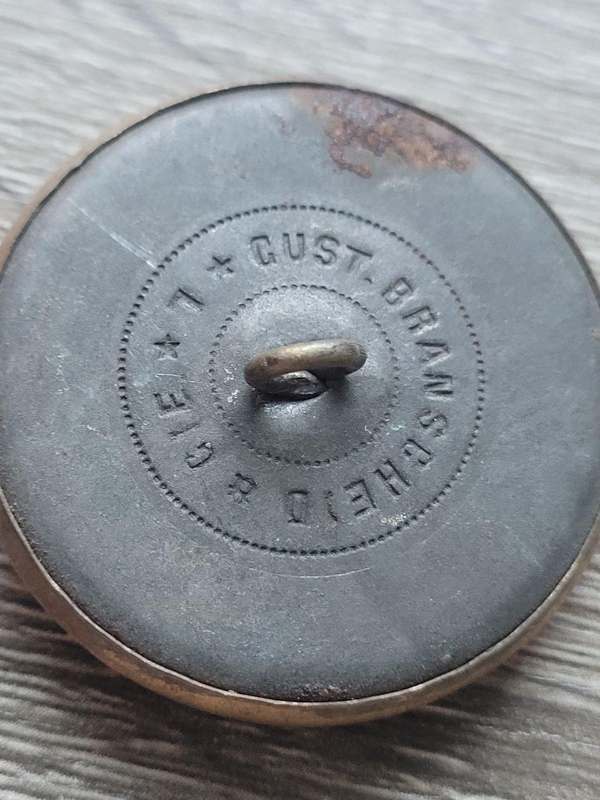 ★ GUST. BRANSCHEID & CIE ★ L